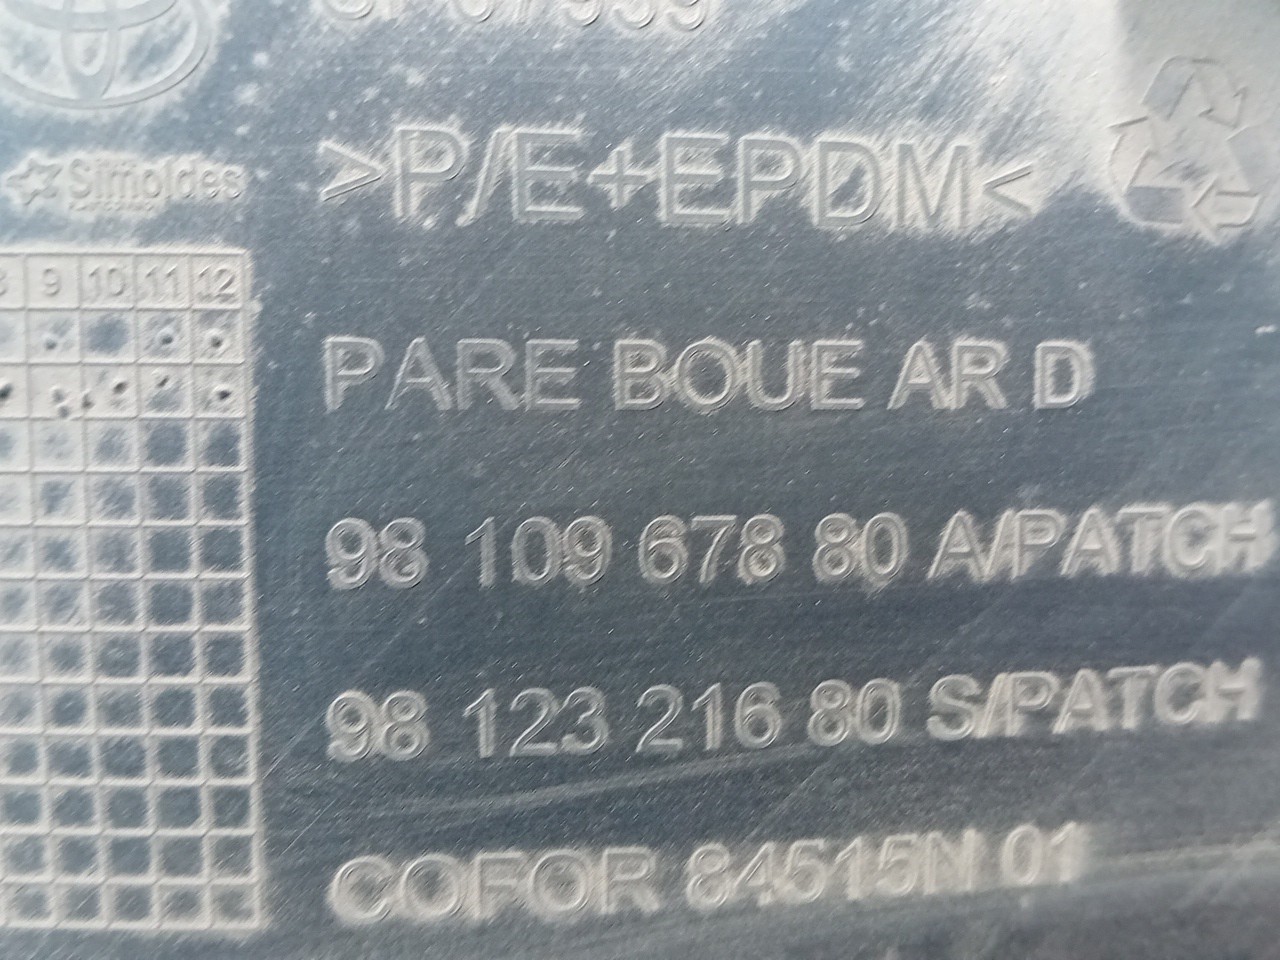 Simoldes
>P/E+EPDM<
9 10 11 12
PARE BOUE AR D
98 109 678 80 A/PATCH
98 123 216 80 S/PATCH
COFOR 84515N 01